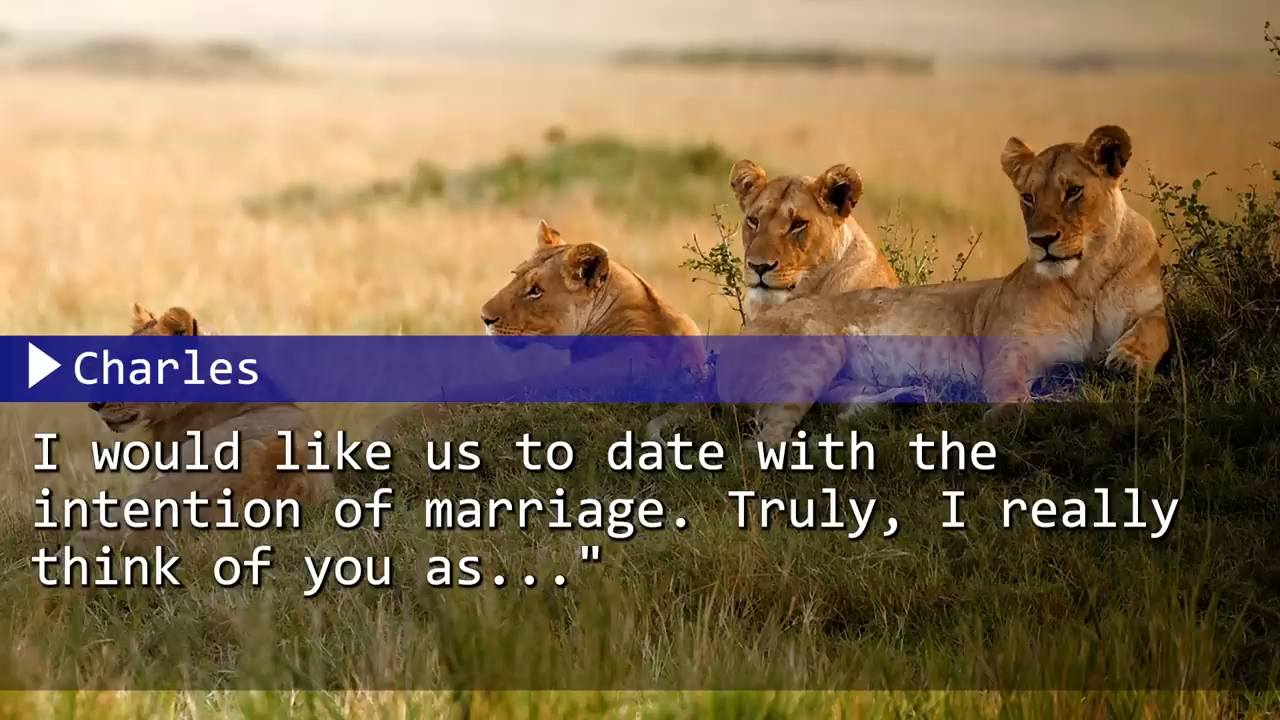 Charles
I would like us to date with the
intention of marriage. Truly, I really
think of you as..."